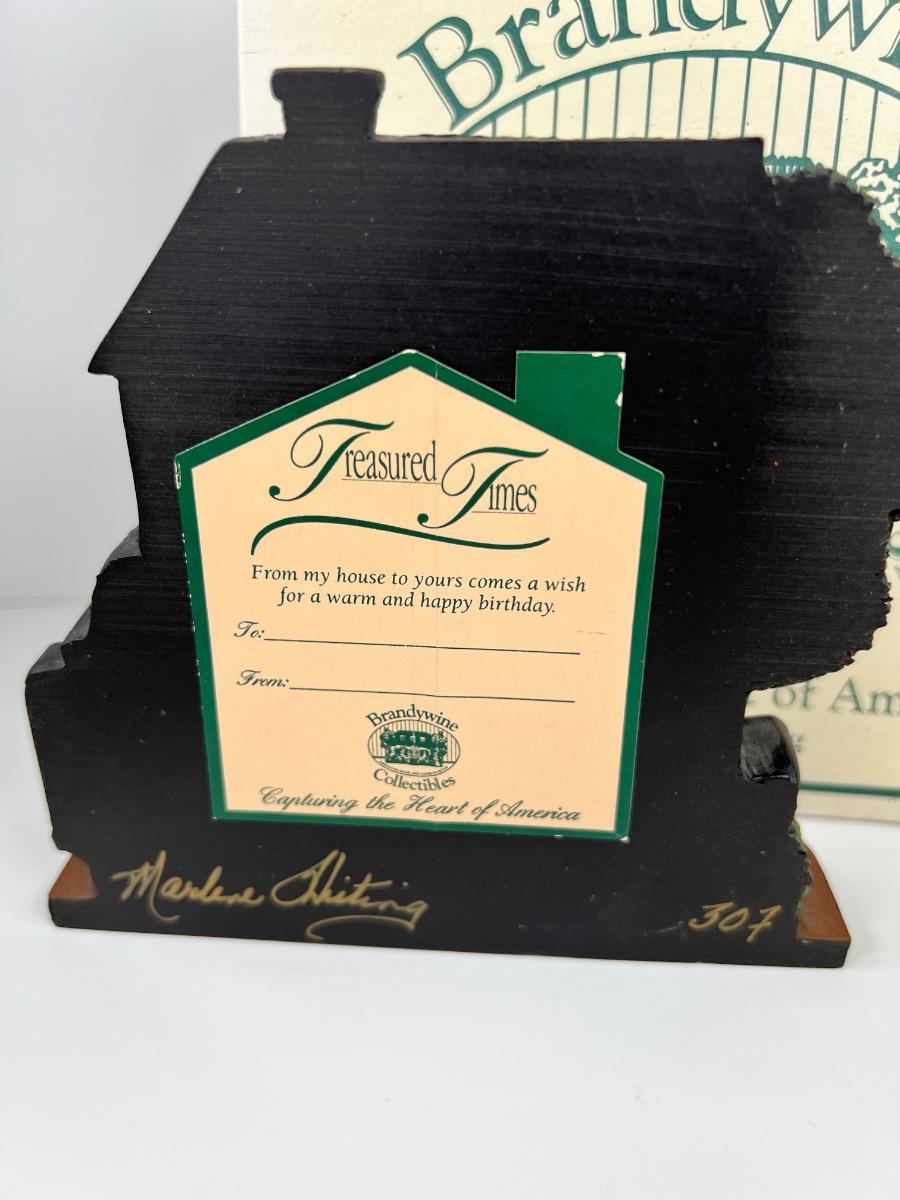 Brandyw
Treasured Times
From my house to yours comes a wish
for a warm and happy birthday.
To:
From:
Brandywine
Collectibles
Capturing the Heart of America
of Am
Marlene Whiting 307